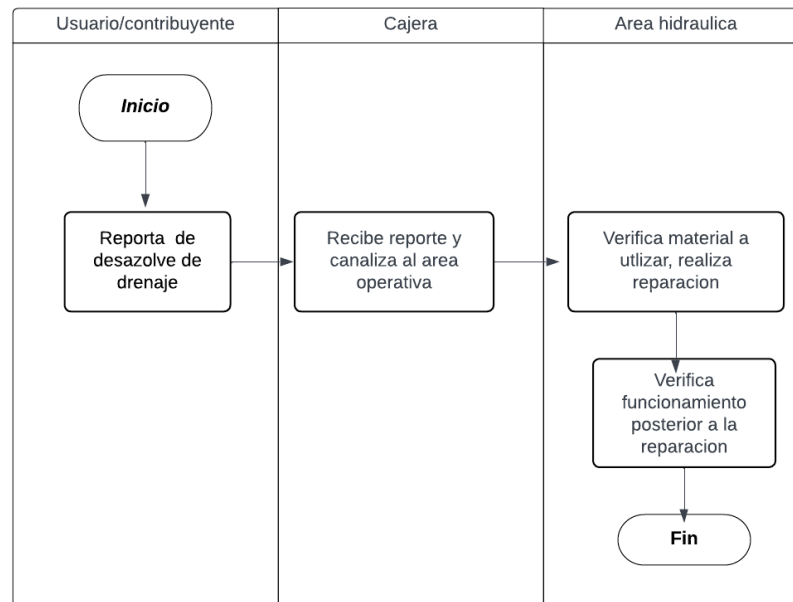 Usuario/contribuyente
Cajera
Area hidraulica
Inicio
Reporta de
desazolve de
drenaje
Recibe reporte y
canaliza al area
operativa
Verifica material a
utlizar, realiza
reparacion
Verifica
funcionamiento
posterior a la
reparacion
Fin